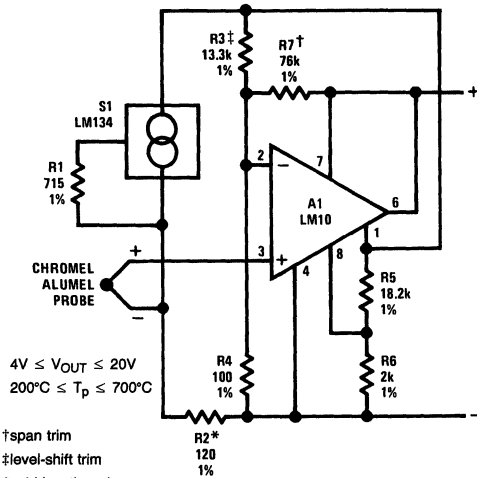 R3‡
13.3k
1%
R7†
76k
1%
+
S1
LM134
R1
715
1%
2
−
7
A1
LM10
6
1
3
+
4
8
+
CHROMEL
ALUMEL
PROBE
−
R5
18.2k
1%
4V ≤ VOUT ≤ 20V
200°C ≤ Tp ≤ 700°C
R4
100
1%
R6
2k
1%
−
R2*
120
1%
†span trim
‡level-shift trim